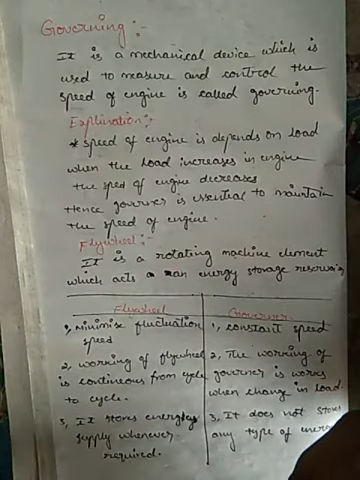 Governing :-
It is a mechanical device which is
used to measure and control the
speed of engine is called governing.
Explination :-
* speed of engine is depends on load
when the load increases in engine
the sped of engine decreases
Hence governer is essential to maintain
the speed of engine.
Flywheel :-
It is a rotating machine element
which acts an energy storage
Flywheel
1, minimise fluctuation
speed
2, working of flywheel
is contineous from cycle
to cycle.
3, It stores energy
supply whenever
required.
Governer
1, constant speed
2, The working of
governer is works
when change in load.
3, It does not store
any type of